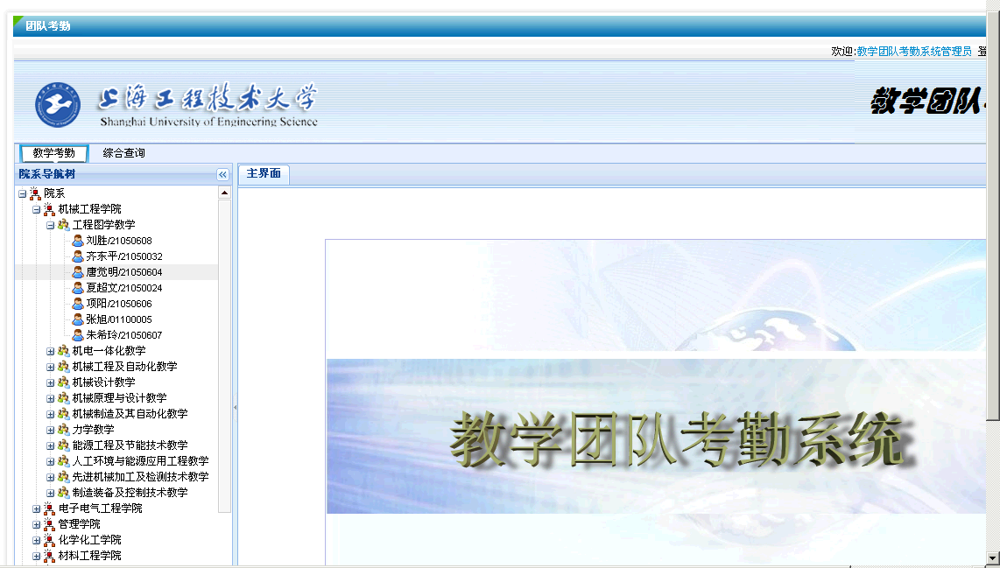 团队考勤
欢迎:教学团队考勤系统管理员 登
上海工程技术大学
Shanghai University of Engineering Science
教学团队
教学考勤 综合查询
院系导航树
主界面
院系
机械工程学院
工程图学教学
刘胜/21050608
齐东平/21050032
唐觉明/21050604
夏超文/21050024
项阳/21050606
张旭/01100005
朱希玲/21050607
机电一体化教学
机械工程及自动化教学
机械设计教学
机械原理与设计教学
机械制造及其自动化教学
力学教学
能源工程及节能技术教学
人工环境与能源应用工程教学
先进机械加工及检测技术教学
制造装备及控制技术教学
电子电气工程学院
管理学院
化学化工学院
材料工程学院
教学团队考勤系统